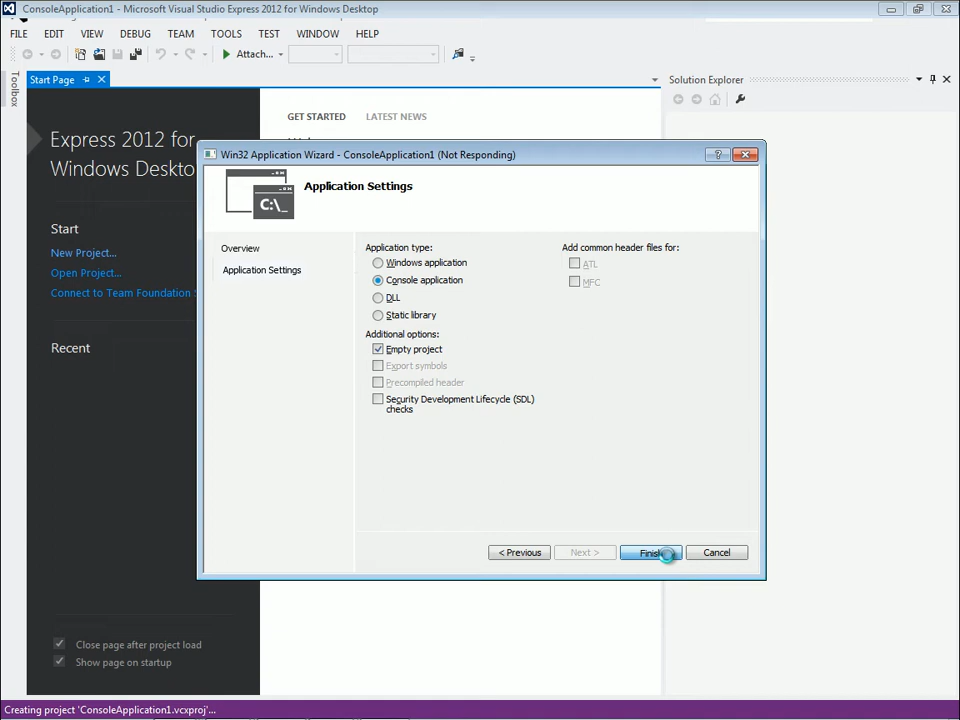 ConsoleApplication1 - Microsoft Visual Studio Express 2012 for Windows Desktop
FILE EDIT VIEW DEBUG TEAM TOOLS TEST WINDOW HELP
Attach...
Toolbox
Start Page
Solution Explorer
Express 2012 for
Windows Deskto
GET STARTED LATEST NEWS
Start
New Project...
Open Project...
Connect to Team Foundation
Recent
Close page after project load
Show page on startup
Win32 Application Wizard - ConsoleApplication1 (Not Responding)
C:\_
Application Settings
Overview
Application Settings
Application type:
Windows application
Console application
DLL
Static library
Additional options:
Empty project
Export symbols
Precompiled header
Security Development Lifecycle (SDL)
checks
Add common header files for:
ATL
MFC
< Previous Next > Finish Cancel
Creating project 'ConsoleApplication1.vcxproj'...